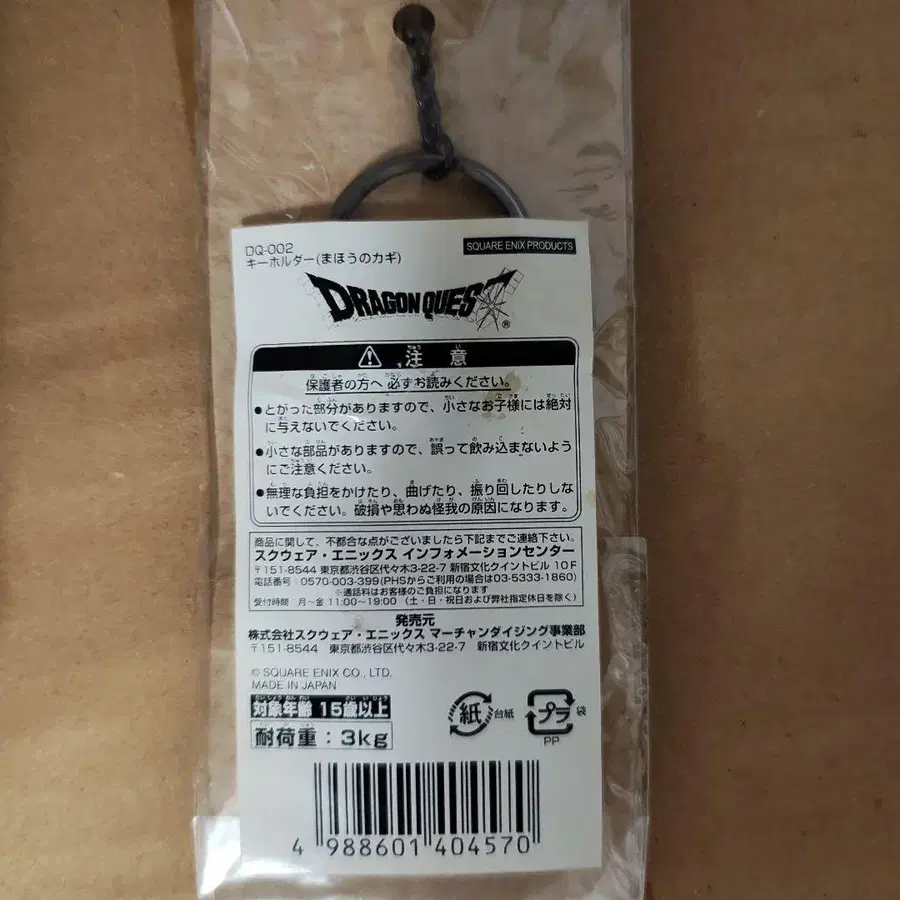 DQ-002
キーホルダー(まほうのカギ)
SQUARE ENIX PRODUCTS
DRAGON QUEST®
注意
保護者の方へ 必ずお読みください。
●とがった部分がありますので、小さなお子様には絶対
に与えないでください。
●小さな部品がありますので、誤って飲み込まないよう
にご注意ください。
●無理な負担をかけたり、曲げたり、振り回したりしな
いでください。破損や思わぬ怪我の原因になります。
商品に関して、不都合な点がございましたら下記までご連絡下さい。
スクウェア・エニックス インフォメーションセンター
〒151-8544 東京都渋谷区代々木3-22-7 新宿文化クイントビル 10F
電話番号：0570-003-399(PHSからご利用の場合は03-5333-1860)
※通話料はお客様のご負担になります
受付時間 月～金 11:00～19:00 (土・日・祝日および弊社指定休日を除く)
発売元
株式会社スクウェア・エニックス マーチャンダイジング事業部
〒151-8544 東京都渋谷区代々木3-22-7 新宿文化クイントビル
© SQUARE ENIX CO., LTD.
MADE IN JAPAN
対象年齢 15歳以上
耐荷重：3kg
紙 台紙
プラ 袋
PP
4 988601 404570